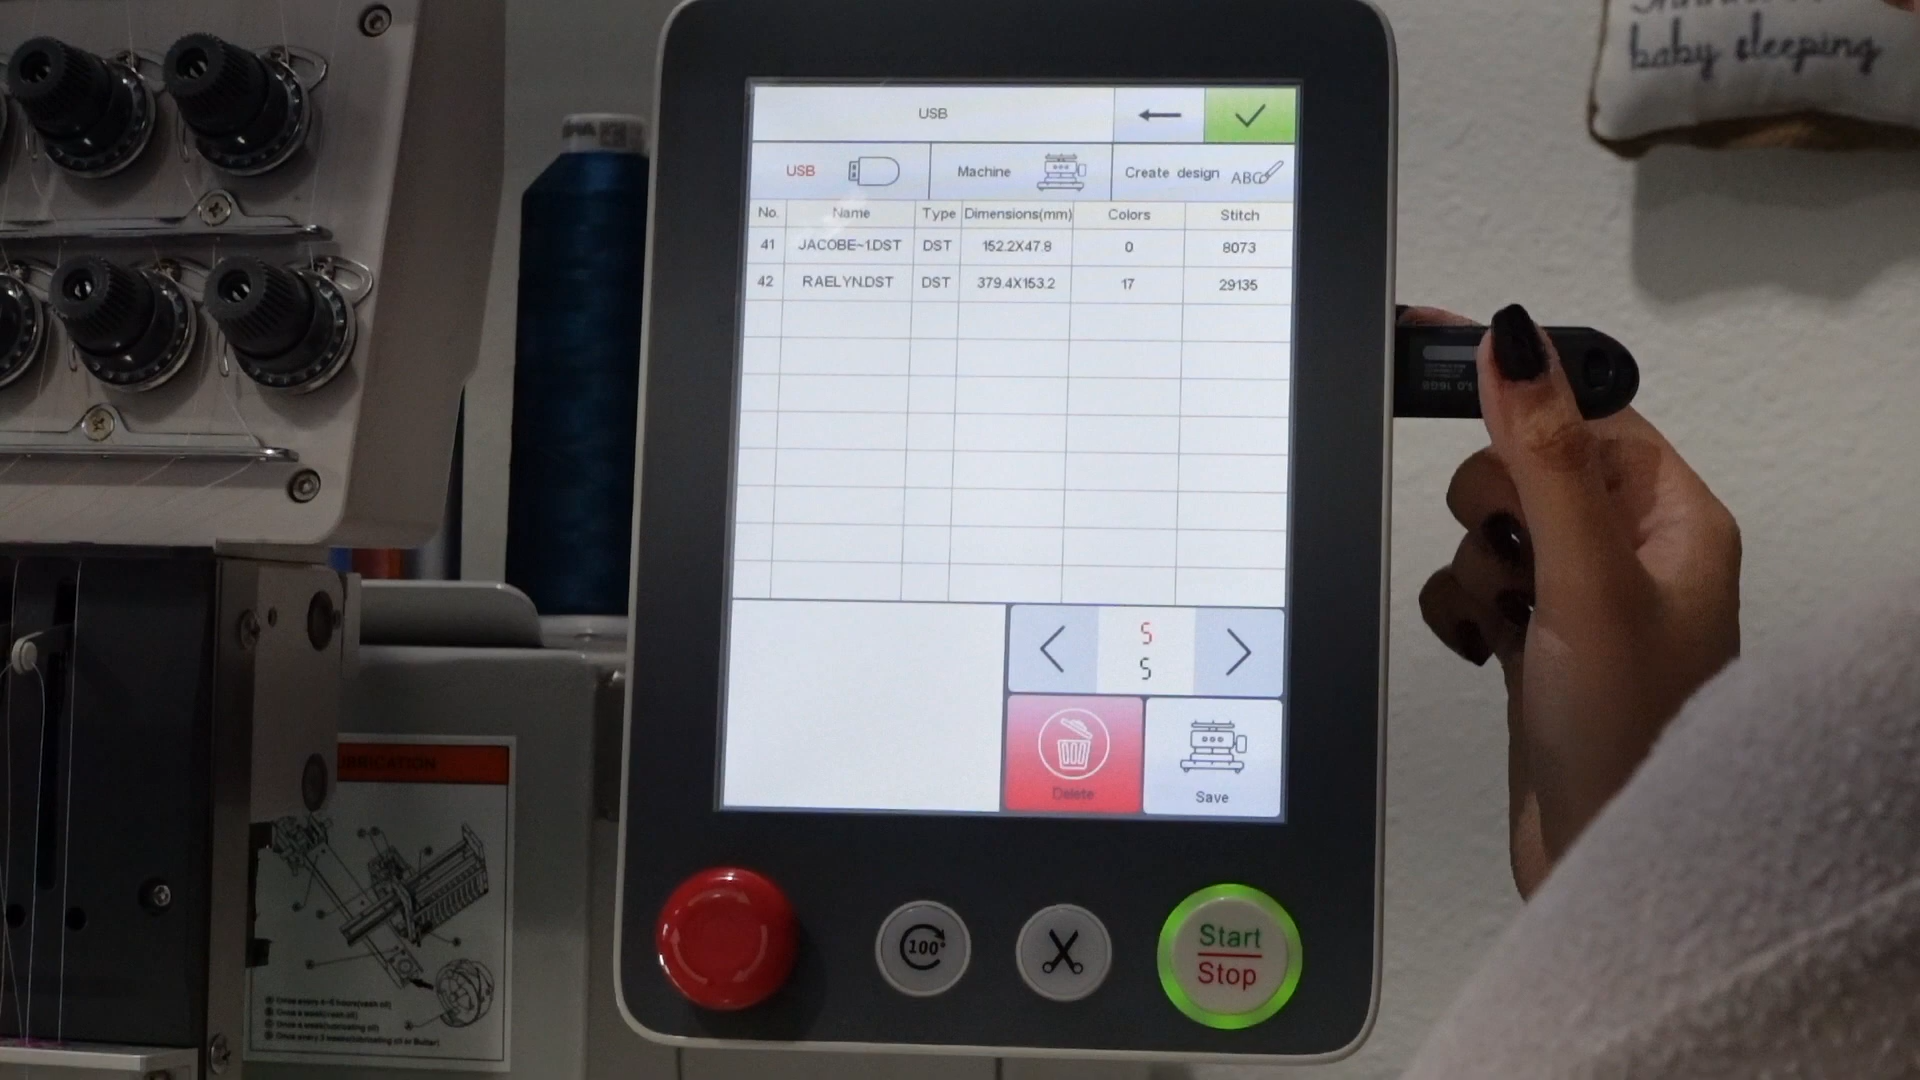 baby sleeping
USB
USB
Machine
Create design
ABC
No. Name Type Dimensions(mm) Colors Stitch
41 JACOBE~1.DST DST 152.2X47.8 0 8073
42 RAELYN.DST DST 379.4X153.2 17 29135
5
5
Delete
Save
100°
Start
Stop